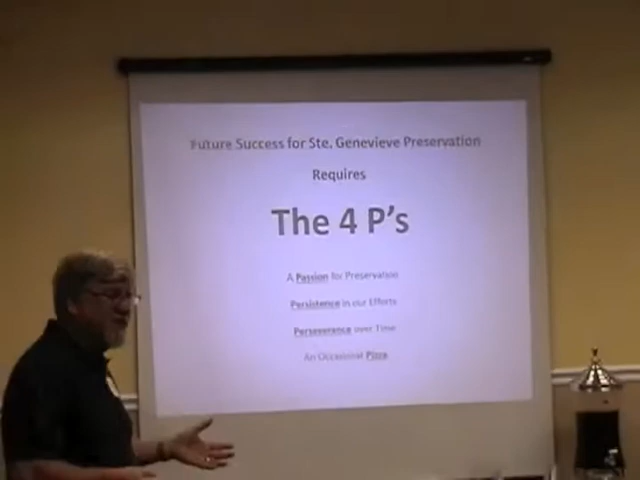 Future Success for Ste. Genevieve Preservation
Requires
The 4 P's
A Passion for Preservation
Persistence in our Efforts
Perseverence over Time
An Occasional Pizza